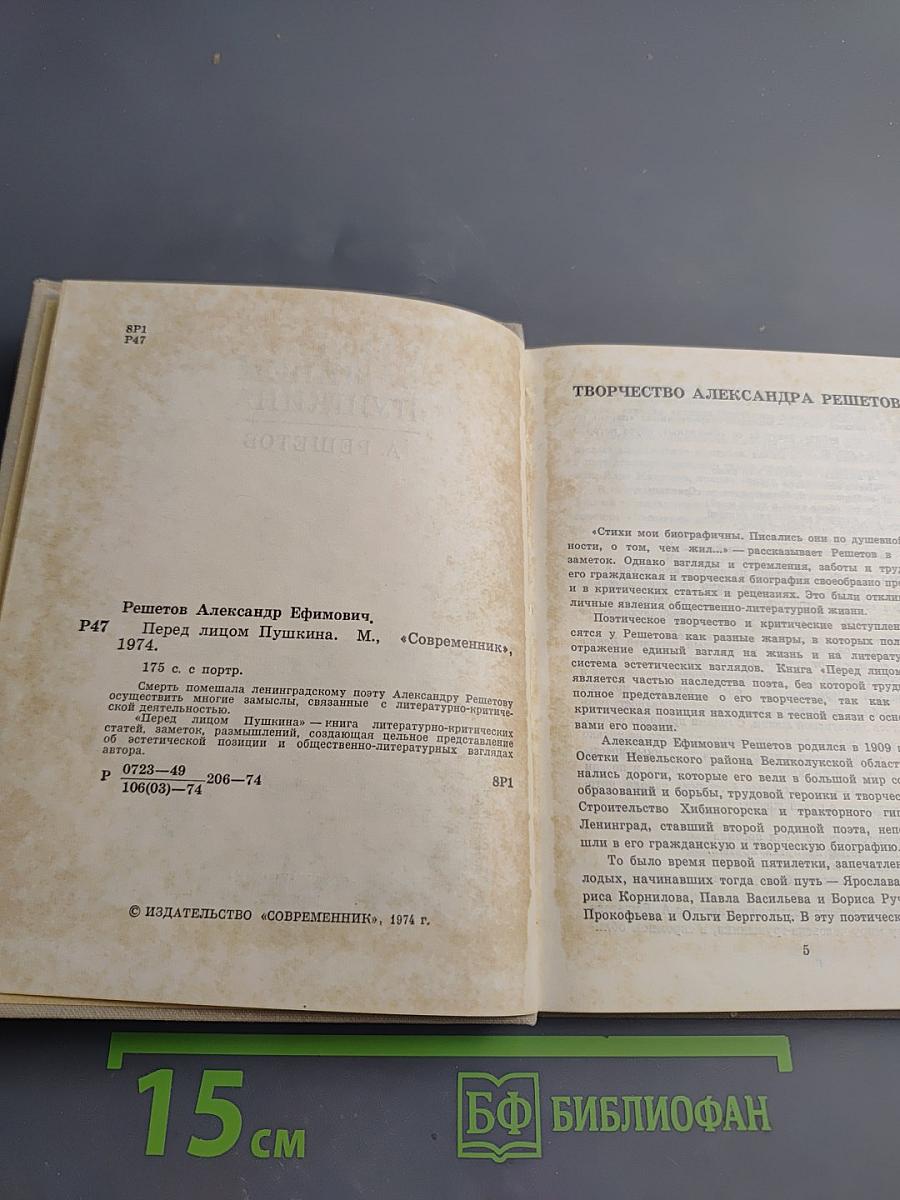 8Р1
Р47
Решетов Александр Ефимович.
Р47 Перед лицом Пушкина. М., «Современник»,
1974.
175 с. с портр.
Смерть помешала ленинградскому поэту Александру Решетову
осуществить многие замыслы, связанные с литературно-критиче-
ской деятельностью.
«Перед лицом Пушкина» — книга литературно-критических
статей, заметок, размышлений, создающая цельное представление
об эстетической позиции и общественно-литературных взглядах
автора.
Р 0723—49
106(03)—74
206—74
8Р1
© ИЗДАТЕЛЬСТВО «СОВРЕМЕННИК», 1974 г.
ТВОРЧЕСТВО АЛЕКСАНДРА РЕШЕТОВ
«Стихи мои биографичны. Писались они по душевной
ности, о том, чем жил...» — рассказывает Решетов в
заметок. Однако взгляды и стремления, заботы и тру
его гражданская и творческая биография своеобразно пр
и в критических статьях и рецензиях. Это были откли
личные явления общественно-литературной жизни.
Поэтическое творчество и критические выступлен
сятся у Решетова как разные жанры, в которых пол
отражение единый взгляд на жизнь и на литерату
система эстетических взглядов. Книга «Перед лицом
является частью наследства поэта, без которой труд
полное представление о его творчестве, так как
критическая позиция находится в тесной связи с осно
вами его поэзии.
Александр Ефимович Решетов родился в 1909 г
Осетки Невельского района Великолукской област
нались дороги, которые его вели в большой мир со
образований и борьбы, трудовой героики и творчес
Строительство Хибиногорска и тракторного гиг
Ленинград, ставший второй родиной поэта, непо
шли в его гражданскую и творческую биографию.
То было время первой пятилетки, запечатлен
лодых, начинавших тогда свой путь — Ярослава
риса Корнилова, Павла Васильева и Бориса Руч
Прокофьева и Ольги Берггольц. В эту поэтическ
5
15 см
БФ БИБЛИОФАН